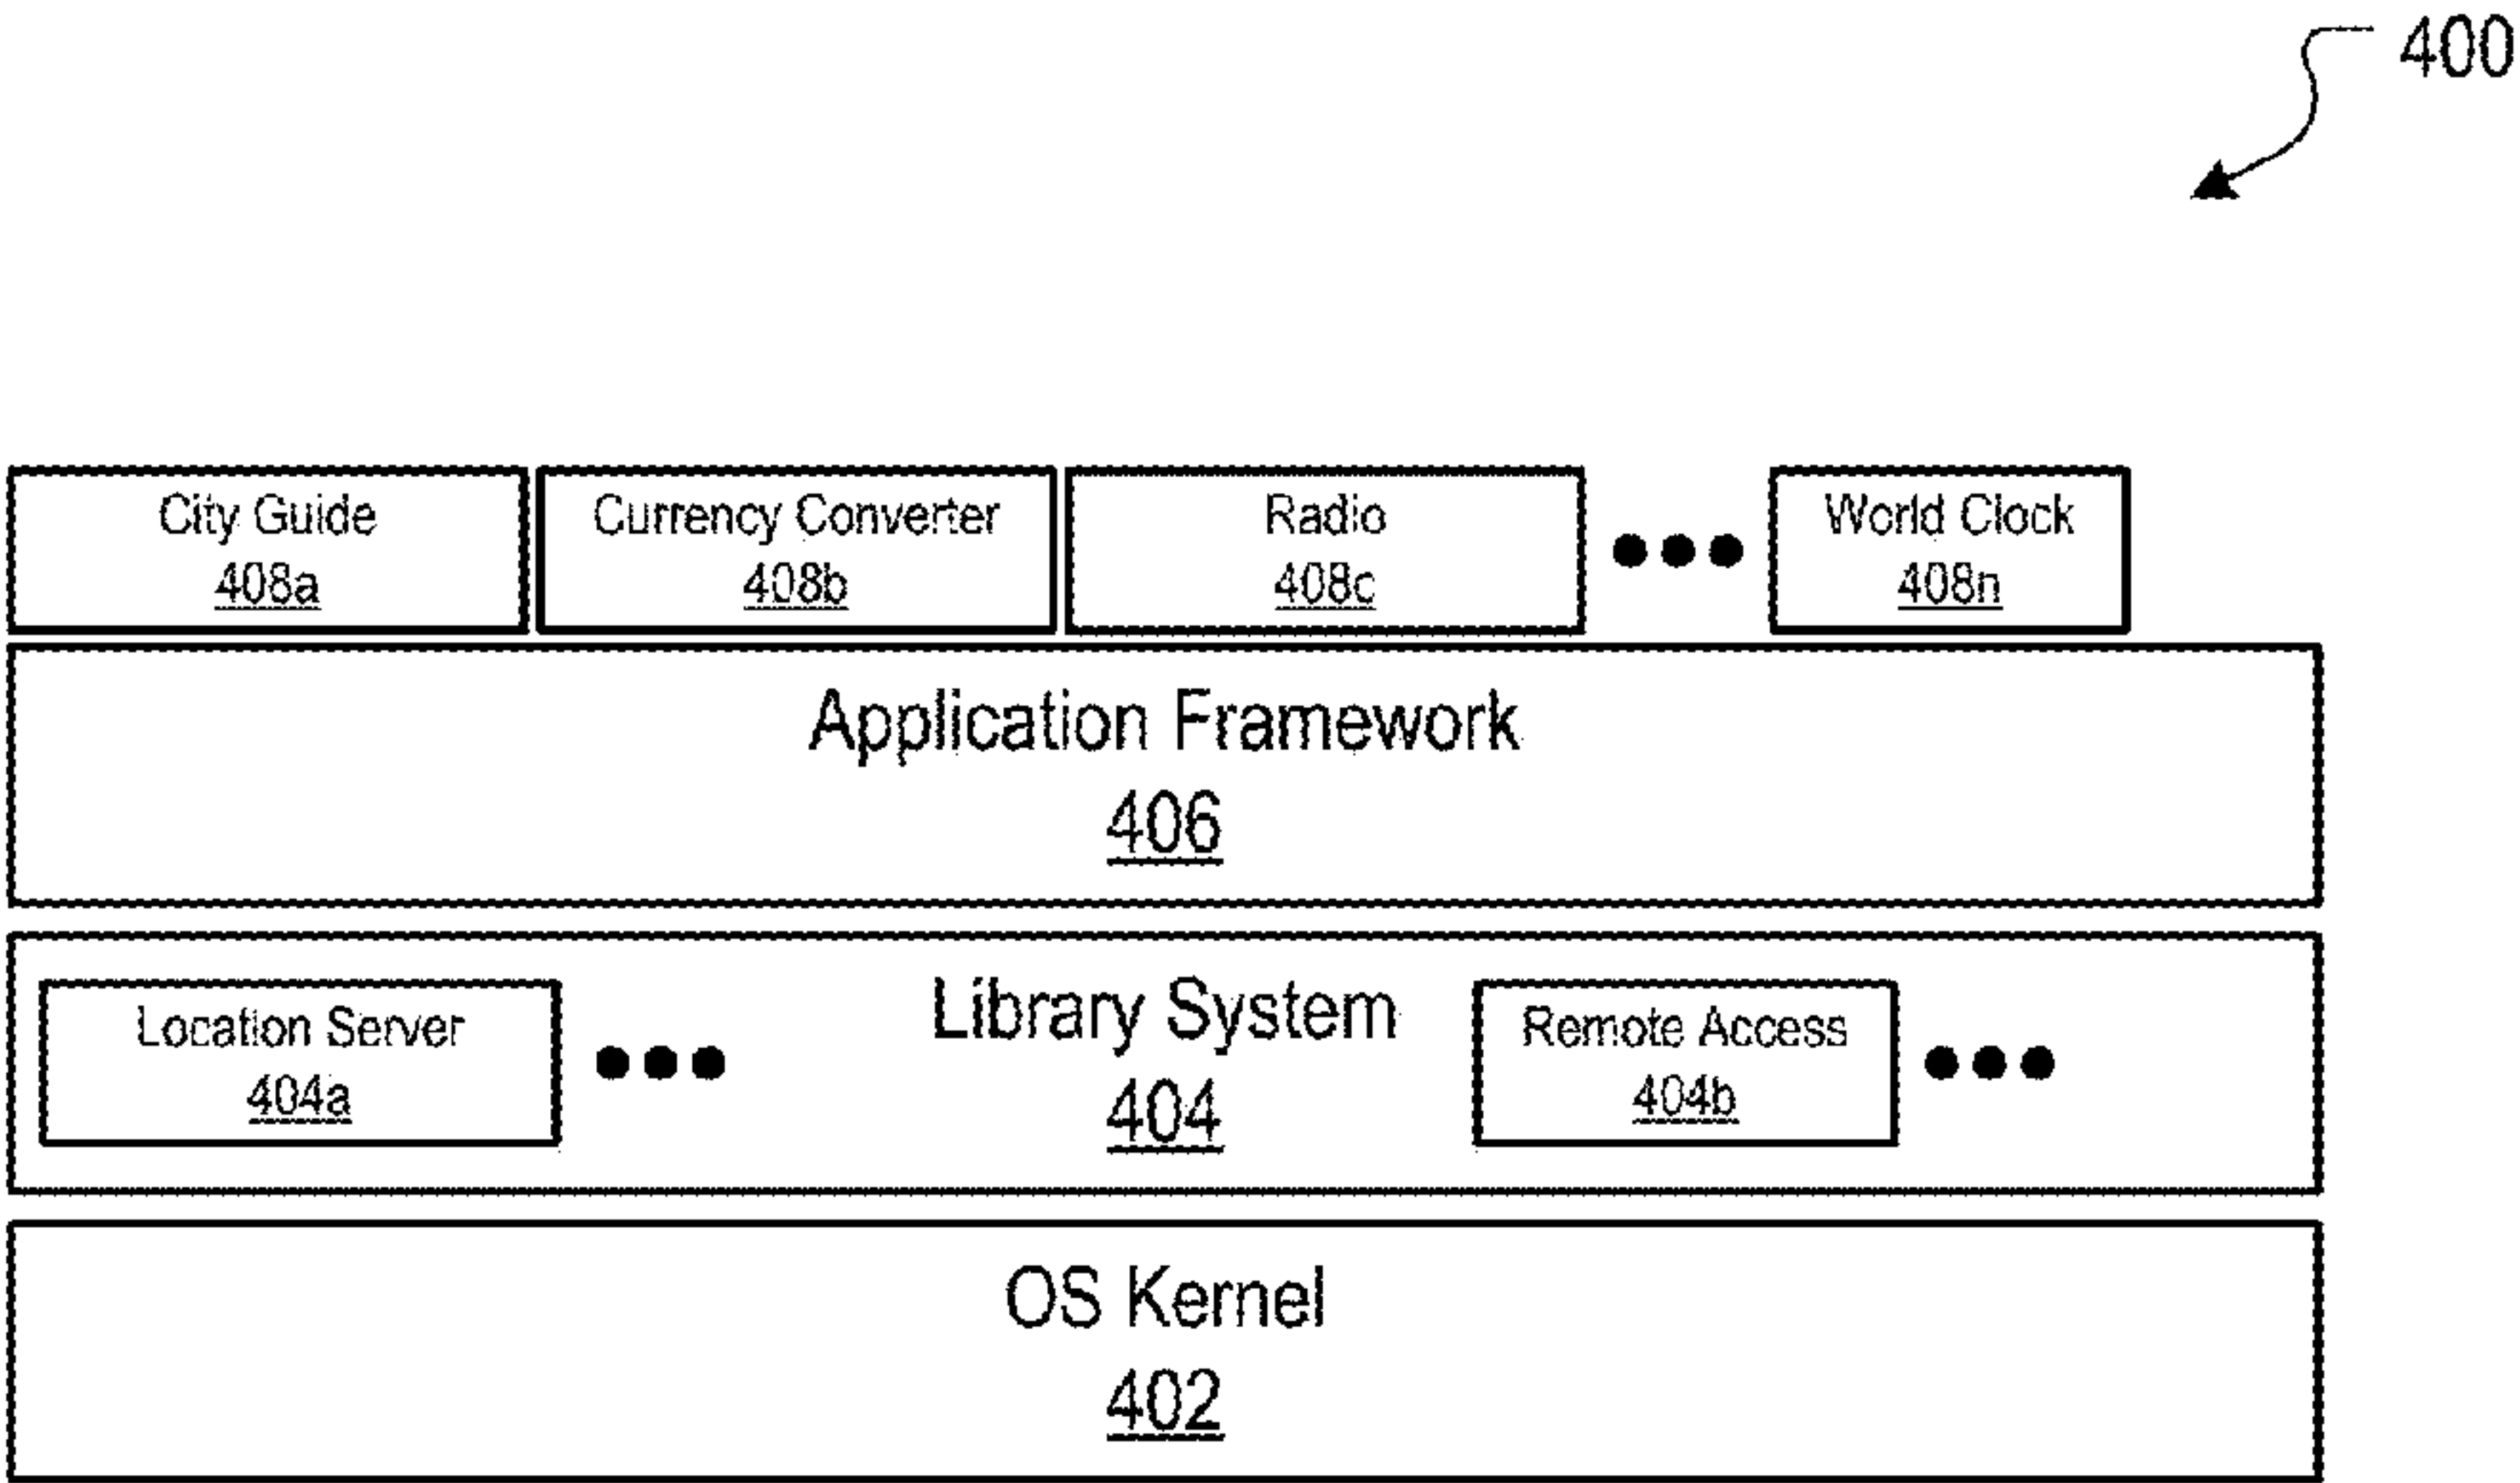 400
City Guide
408a
Currency Converter
408b
Radio
408c
World Clock
408n
Application Framework
406
Location Server
404a
Library System
404
Remote Access
404b
OS Kernel
402